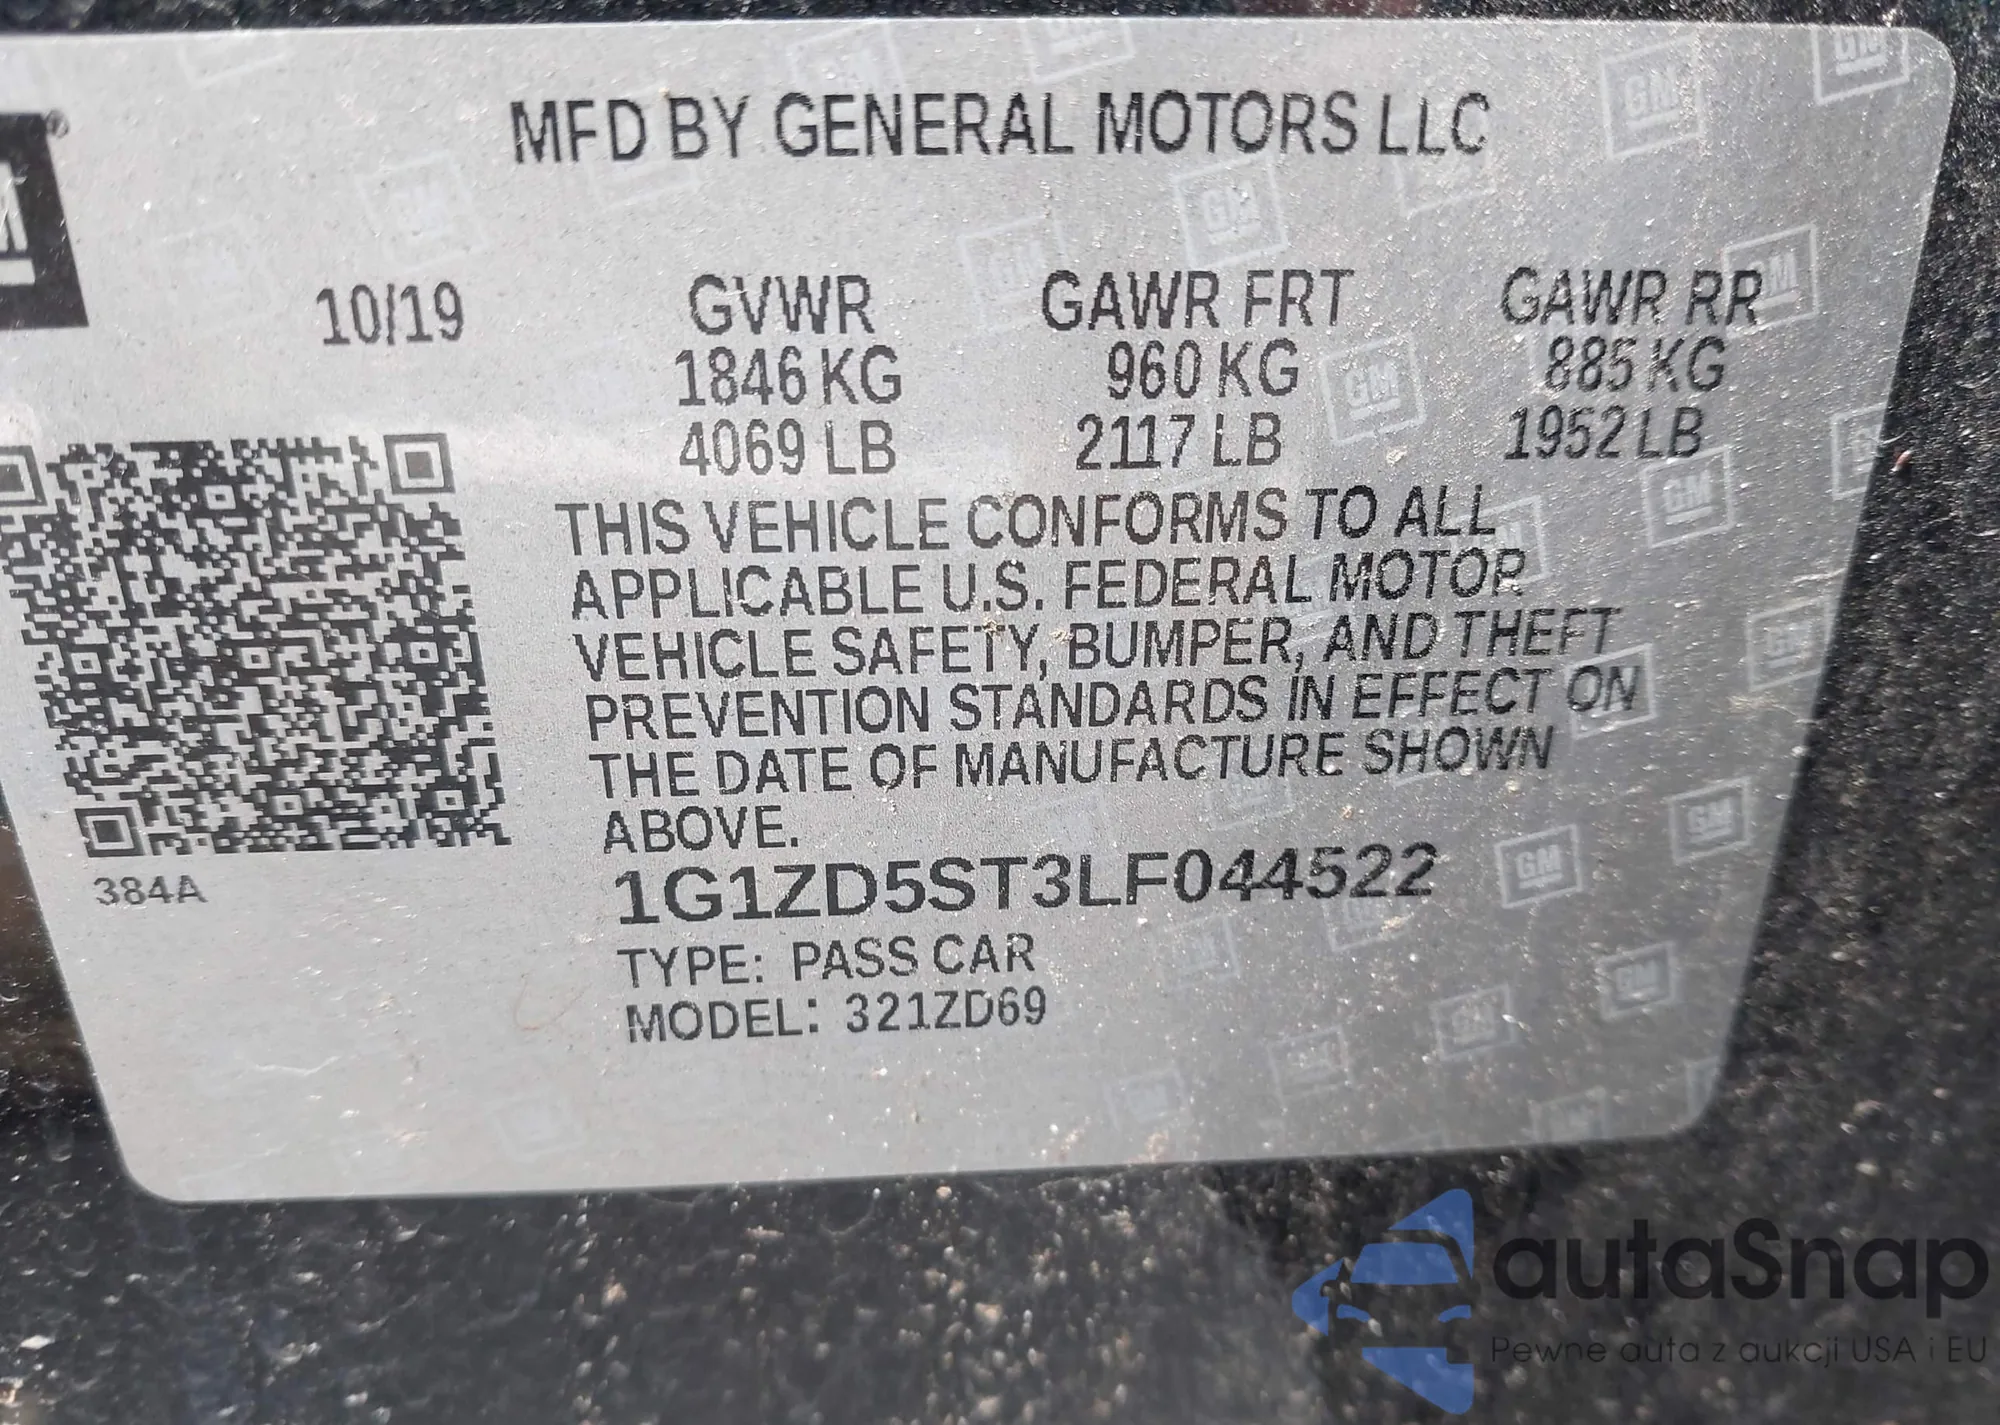 MFD BY GENERAL MOTORS LLC
10/19
GVWR GAWR FRT GAWR RR
1846 KG 960 KG 885 KG
4069 LB 2117 LB 1952 LB
THIS VEHICLE CONFORMS TO ALL
APPLICABLE U.S. FEDERAL MOTOR
VEHICLE SAFETY, BUMPER, AND THEFT
PREVENTION STANDARDS IN EFFECT ON
THE DATE OF MANUFACTURE SHOWN
ABOVE.
384A
1G1ZD5ST3LF044522
TYPE: PASS CAR
MODEL: 321ZD69
autaSnap
Pewne auta z aukcji USA i EU